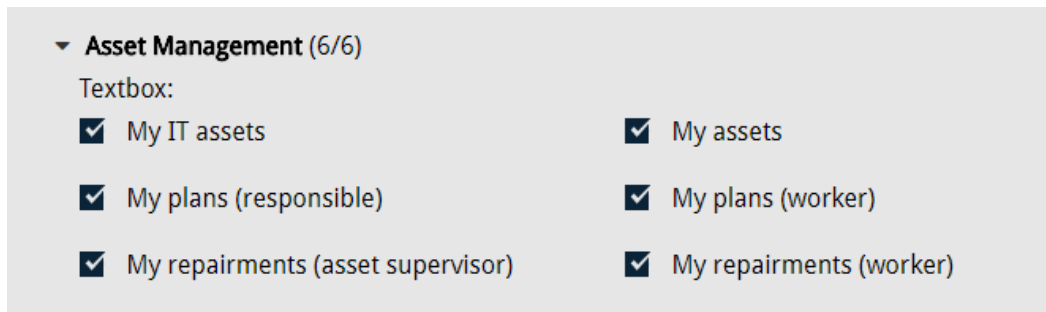 Asset Management (6/6)
Textbox:
My IT assets
My assets
My plans (responsible)
My plans (worker)
My repairments (asset supervisor)
My repairments (worker)